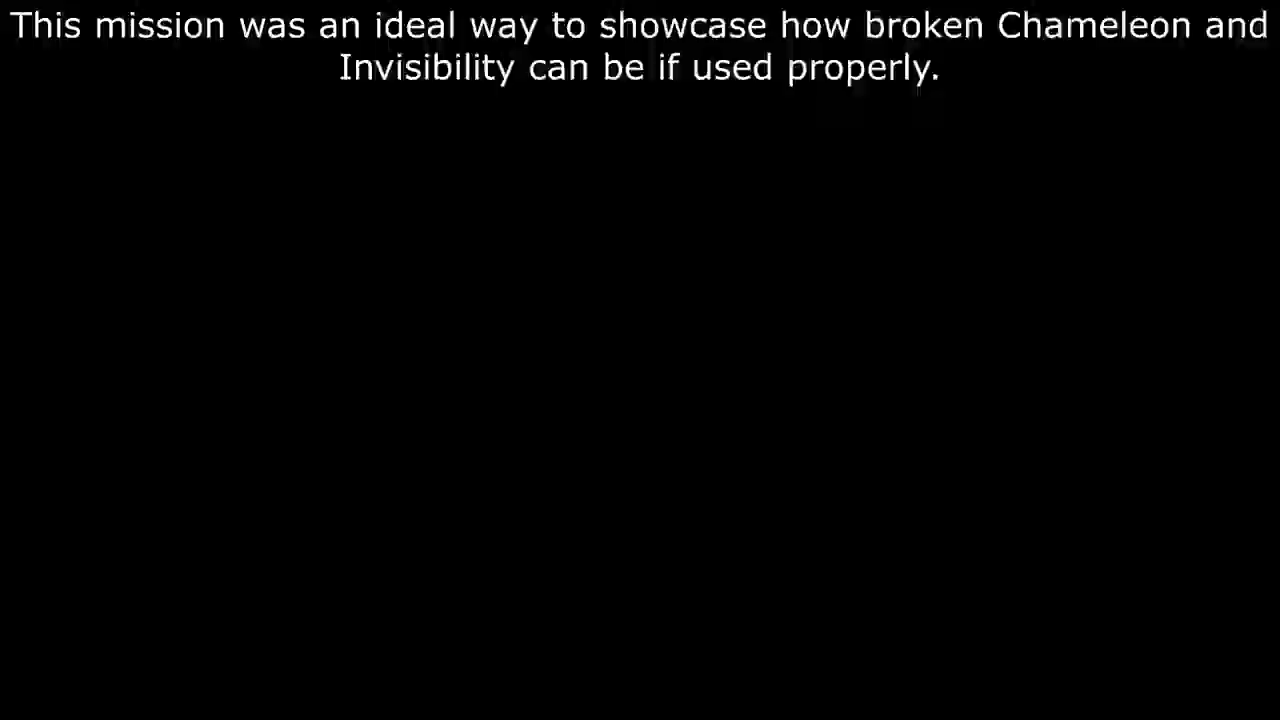 This mission was an ideal way to showcase how broken Chameleon and
Invisibility can be if used properly.